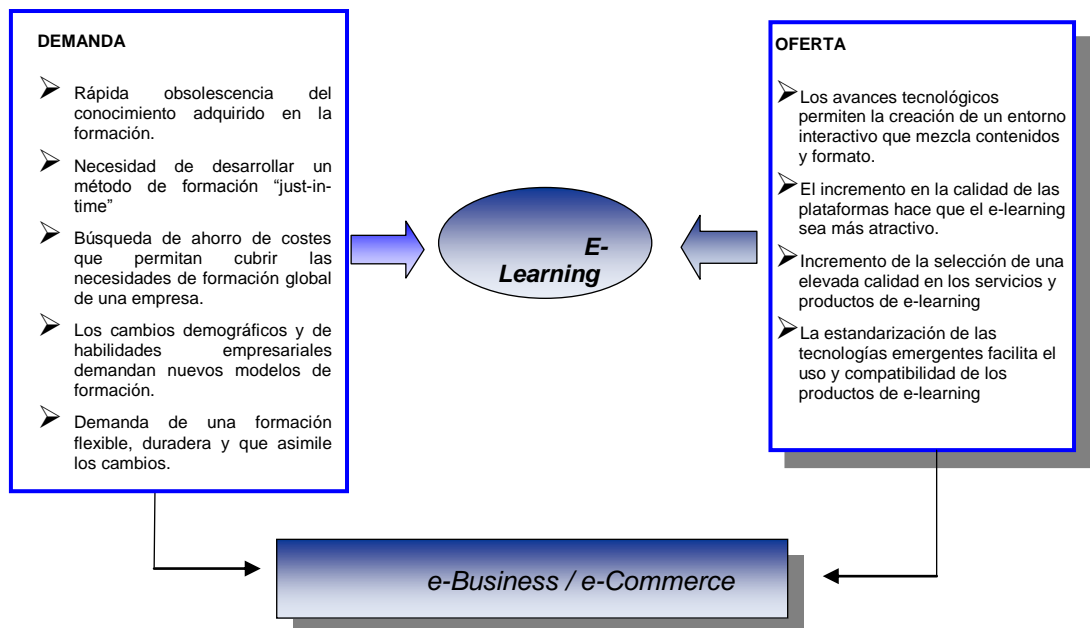 DEMANDA
Rápida obsolescencia del
conocimiento adquirido en la
formación.
Necesidad de desarrollar un
método de formación “just-in-
time”
Búsqueda de ahorro de costes
que permitan cubrir las
necesidades de formación global
de una empresa.
Los cambios demográficos y de
habilidades empresariales
demandan nuevos modelos de
formación.
Demanda de una formación
flexible, duradera y que asimile
los cambios.
E-
Learning
OFERTA
Los avances tecnológicos
permiten la creación de un entorno
interactivo que mezcla contenidos
y formato.
El incremento en la calidad de las
plataformas hace que el e-learning
sea más atractivo.
Incremento de la selección de una
elevada calidad en los servicios y
productos de e-learning
La estandarización de las
tecnologías emergentes facilita el
uso y compatibilidad de los
productos de e-learning
e-Business / e-Commerce